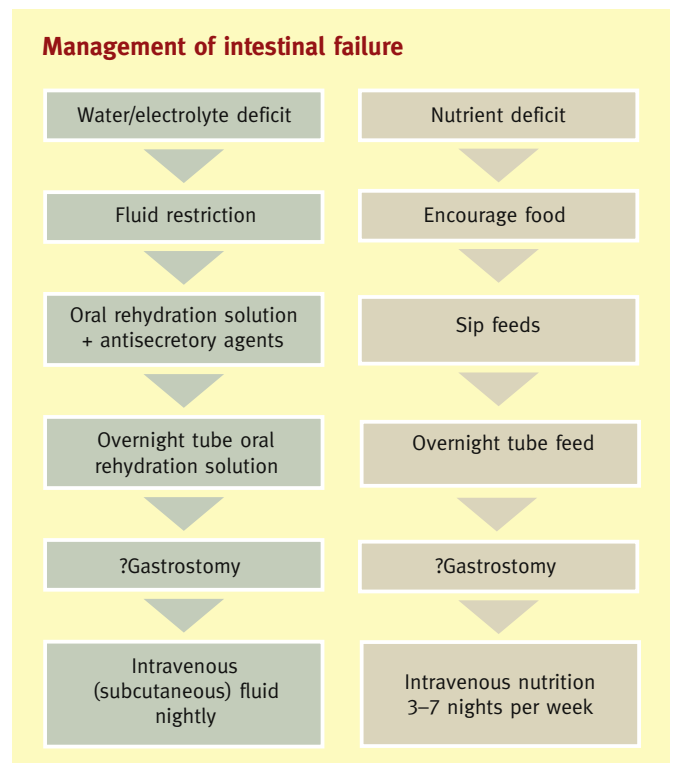 Management of intestinal failure
Water/electrolyte deficit
Fluid restriction
Oral rehydration solution
+ antisecretory agents
Overnight tube oral
rehydration solution
?Gastrostomy
Intravenous
(subcutaneous) fluid
nightly
Nutrient deficit
Encourage food
Sip feeds
Overnight tube feed
?Gastrostomy
Intravenous nutrition
3–7 nights per week